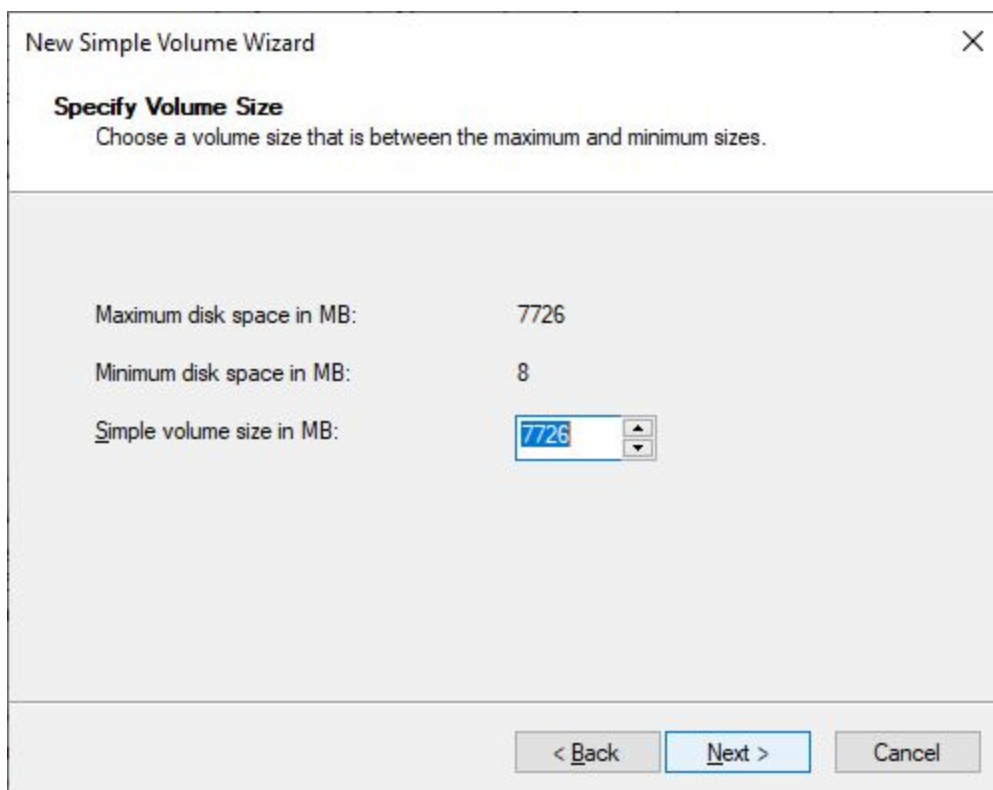 New Simple Volume Wizard
Specify Volume Size
Choose a volume size that is between the maximum and minimum sizes.
Maximum disk space in MB: 7726
Minimum disk space in MB: 8
Simple volume size in MB: 7726
< Back Next > Cancel